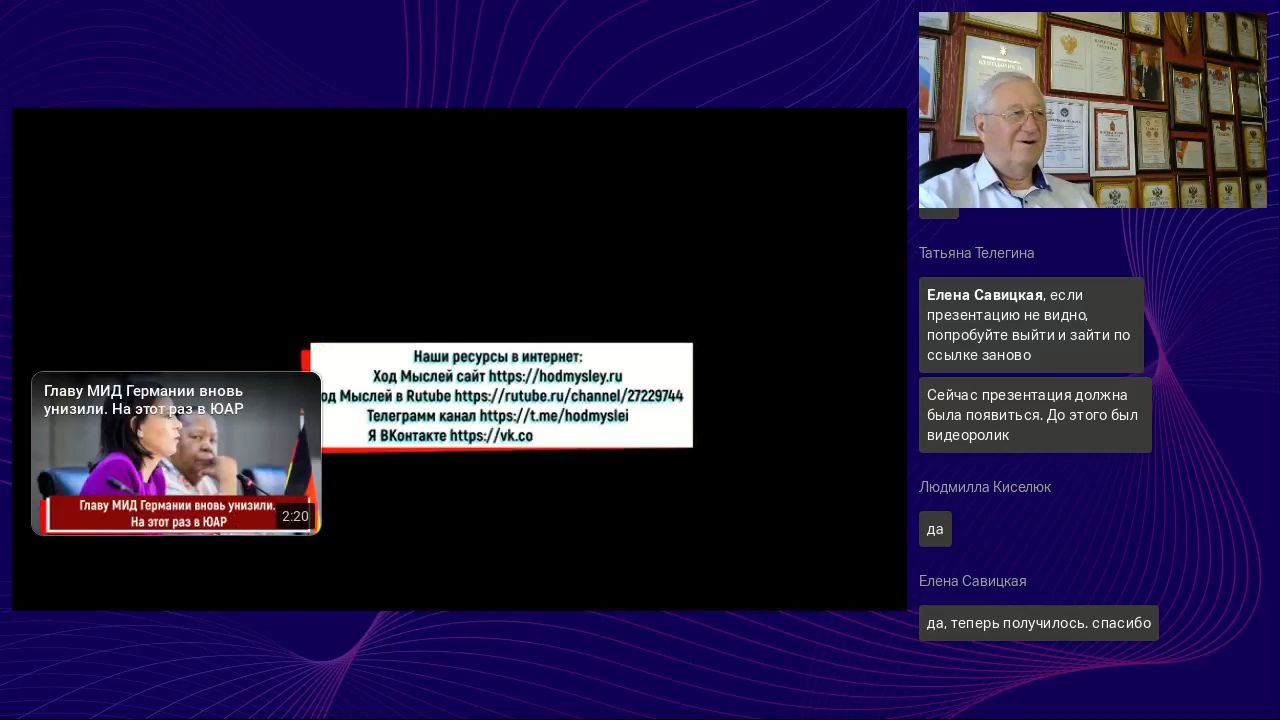 Наши ресурсы в интернет:
Ход Мыслей сайт https://hodmysley.ru
од Мыслей в Rutube https://rutube.ru/channel/27229744
Телеграмм канал https://t.me/hodmyslei
Я ВКонтакте https://vk.co
Главу МИД Германии вновь
унизили. На этот раз в ЮАР
Главу МИД Германии вновь унизили.
На этот раз в ЮАР
2:20
Татьяна Телегина
Елена Савицкая, если
презентацию не видно,
попробуйте выйти и зайти по
ссылке заново
Сейчас презентация должна
была появиться. До этого был
видеоролик
Людмилла Киселюк
да
Елена Савицкая
да, теперь получилось. спасибо